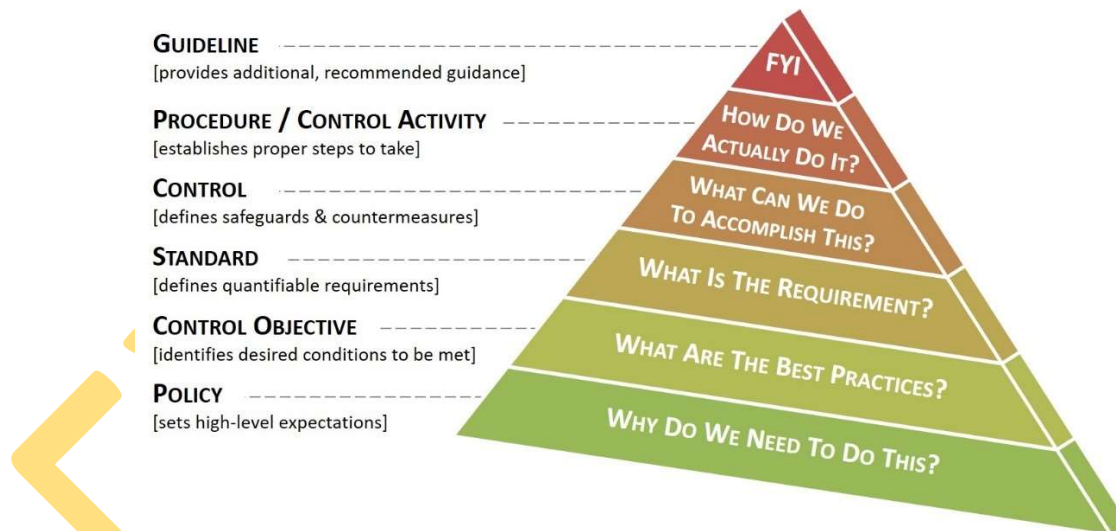 GUIDELINE
[provides additional, recommended guidance]
FYI
PROCEDURE / CONTROL ACTIVITY
[establishes proper steps to take]
HOW DO WE
ACTUALLY DO IT?
CONTROL
[defines safeguards & countermeasures]
WHAT CAN WE DO
TO ACCOMPLISH THIS?
STANDARD
[defines quantifiable requirements]
WHAT IS THE REQUIREMENT?
CONTROL OBJECTIVE
[identifies desired conditions to be met]
WHAT ARE THE BEST PRACTICES?
POLICY
[sets high-level expectations]
WHY DO WE NEED TO DO THIS?